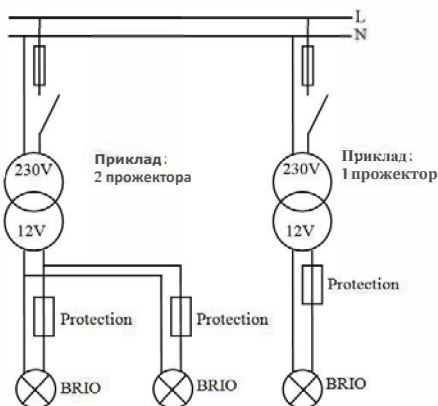 L
N
Приклад:
2 прожектора
Приклад:
1 прожектор
230V
230V
12V
12V
Protection
Protection
Protection
BRIO
BRIO
BRIO